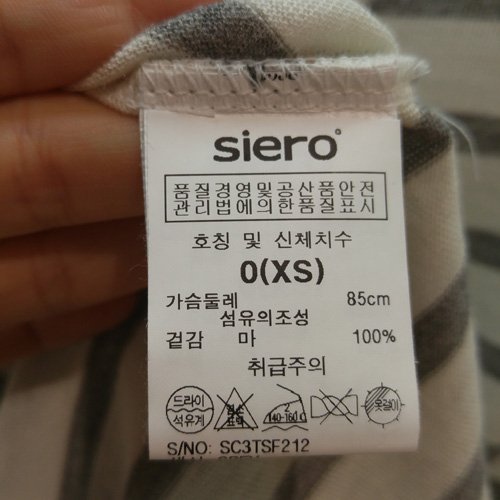 siero
품질경영및공산품안전
관리법에의한품질표시
호칭 및 신체치수
0(XS)
가슴둘레 85cm
섬유의조성
겉감 마 100%
취급주의
드라이
석유계
140-160℃
옷걸이
S/N: SC3TSF212